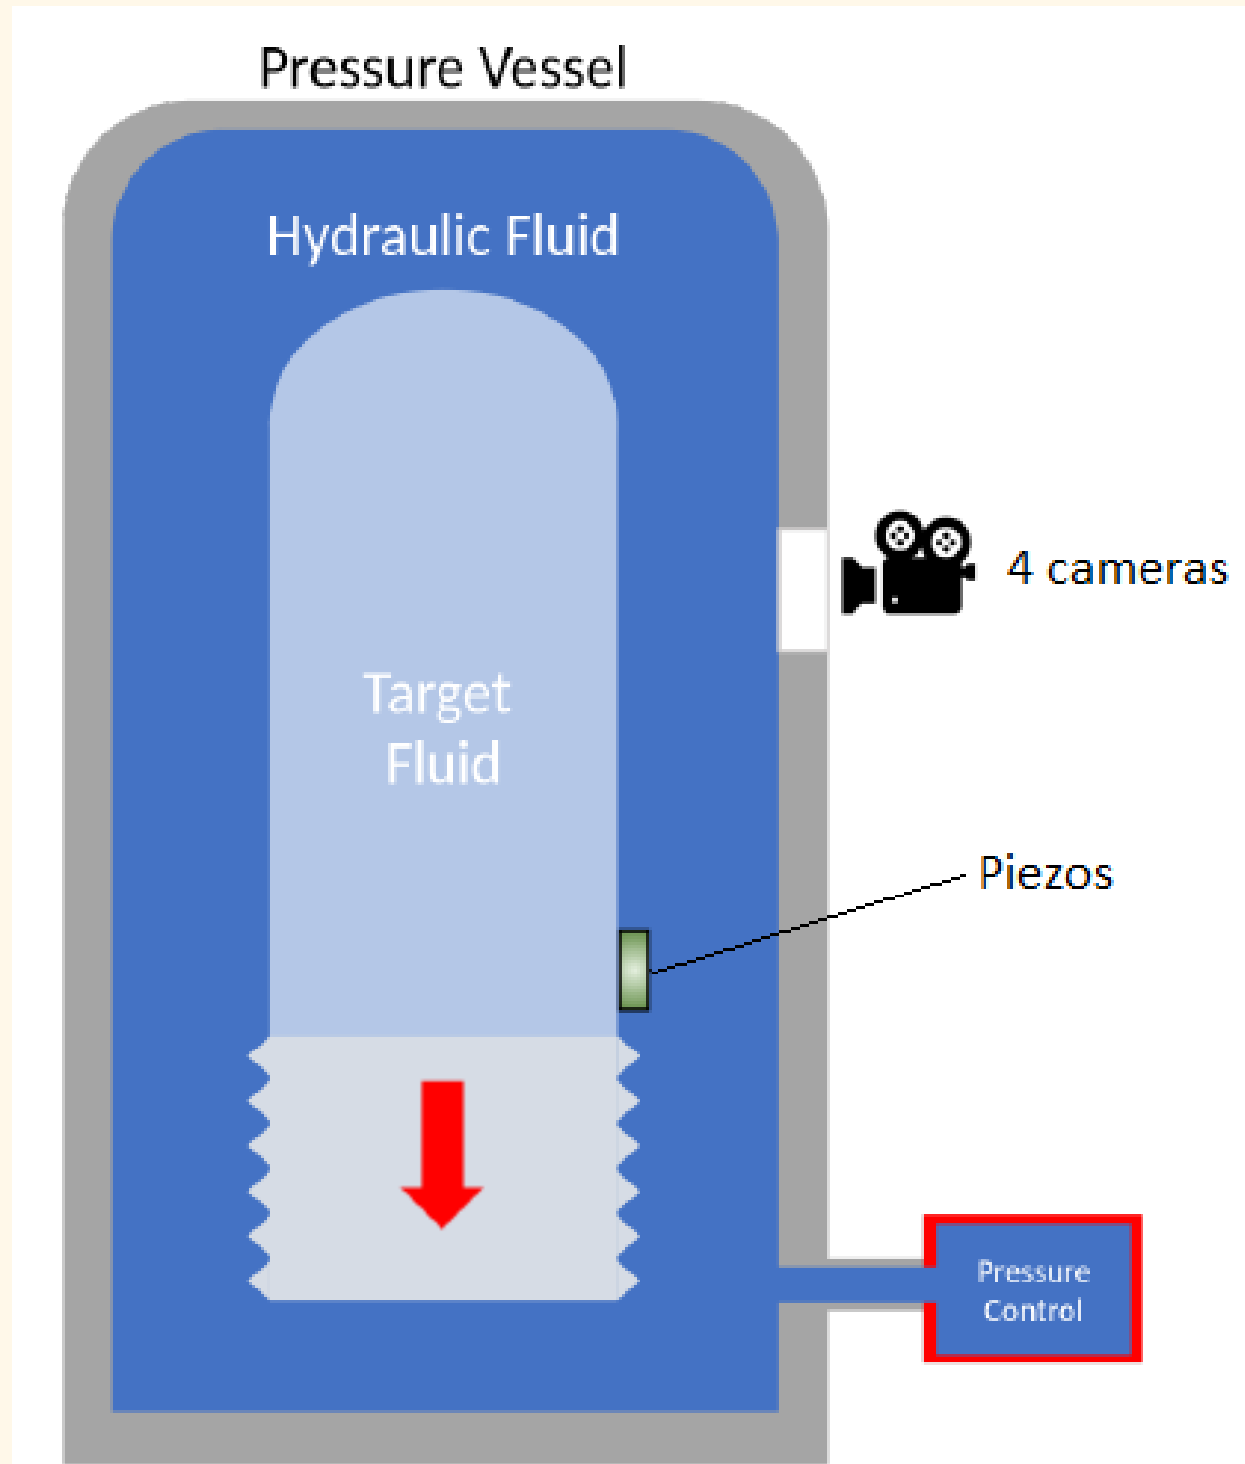 Pressure Vessel
Hydraulic Fluid
4 cameras
Target
Fluid
Piezos
Pressure
Control